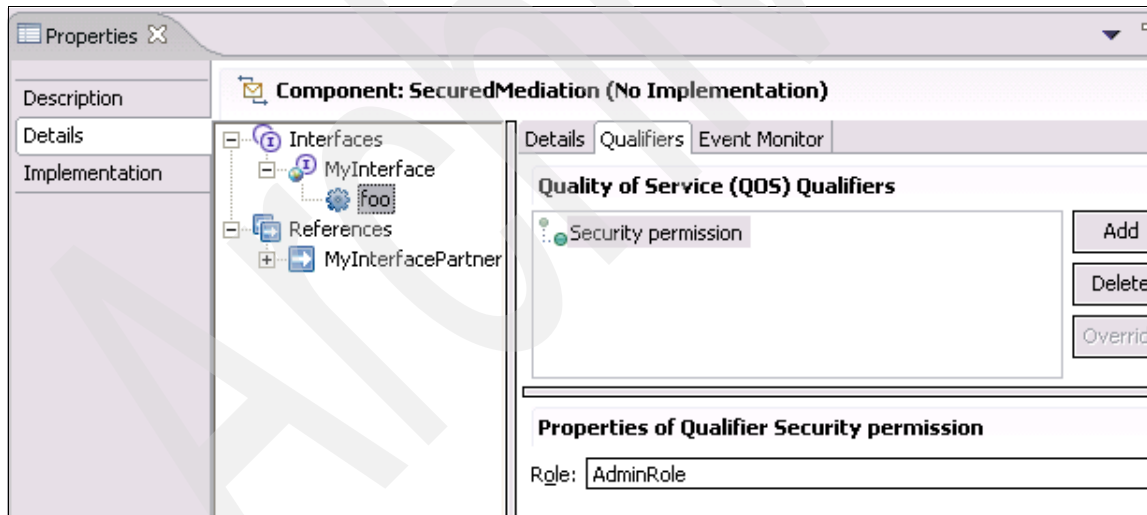 Properties
Description
Details
Implementation
Component: SecuredMediation (No Implementation)
Interfaces
MyInterface
foo
References
MyInterfacePartner
Details Qualifiers Event Monitor
Quality of Service (QOS) Qualifiers
Security permission
Add
Delete
Overrid
Properties of Qualifier Security permission
Role: AdminRole